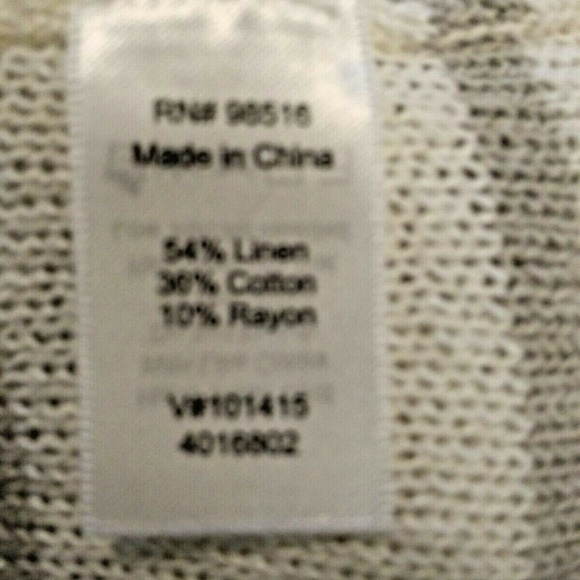 RN# 98516
Made in China
54% Linen
36% Cotton
10% Rayon
V#101415
4016802